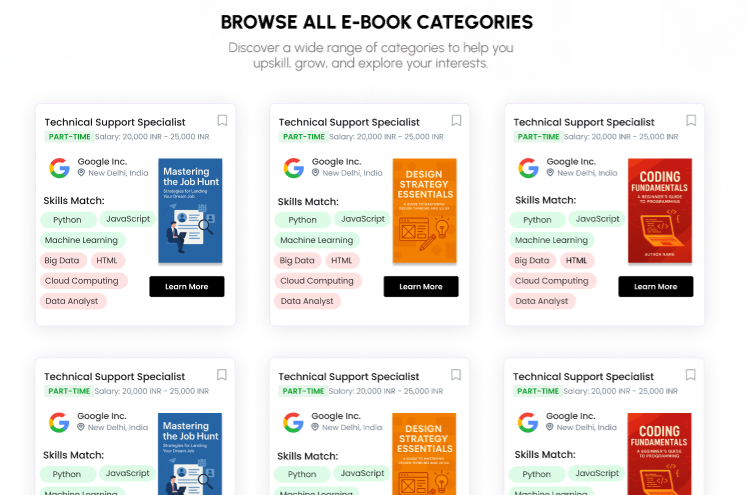 BROWSE ALL E-BOOK CATEGORIES
Discover a wide range of categories to help you
upskill, grow, and explore your interests.
Technical Support Specialist
PART-TIME Salary: 20,000 INR - 25,000 INR
Google Inc.
New Delhi, India
Skills Match:
Python JavaScript
Machine Learning
Big Data HTML
Cloud Computing
Data Analyst
Mastering
the Job Hunt
Strategies for Landing
Your Dream Job
Learn More
Technical Support Specialist
PART-TIME Salary: 20,000 INR - 25,000 INR
Google Inc.
New Delhi, India
Skills Match:
Python JavaScript
Machine Learning
Big Data HTML
Cloud Computing
Data Analyst
DESIGN
STRATEGY
ESSENTIALS
A GUIDE TO MASTERING
DESIGN THINKING AND UX/UI
Learn More
Technical Support Specialist
PART-TIME Salary: 20,000 INR - 25,000 INR
Google Inc.
New Delhi, India
Skills Match:
Python JavaScript
Machine Learning
Big Data HTML
Cloud Computing
Data Analyst
CODING
FUNDAMENTALS
A BEGINNER'S GUIDE
TO PROGRAMMING
AUTHOR NAME
Learn More
Technical Support Specialist
PART-TIME Salary: 20,000 INR - 25,000 INR
Google Inc.
New Delhi, India
Skills Match:
Python JavaScript
Machine Learning
Mastering
the Job Hunt
Strategies for Landing
Your Dream Job
Technical Support Specialist
PART-TIME Salary: 20,000 INR - 25,000 INR
Google Inc.
New Delhi, India
Skills Match:
Python JavaScript
Machine Learning
DESIGN
STRATEGY
ESSENTIALS
A GUIDE TO MASTERING
Technical Support Specialist
PART-TIME Salary: 20,000 INR - 25,000 INR
Google Inc.
New Delhi, India
Skills Match:
Python JavaScript
Machine Learning
CODING
FUNDAMENTALS
A BEGINNER'S GUIDE
TO PROGRAMMING